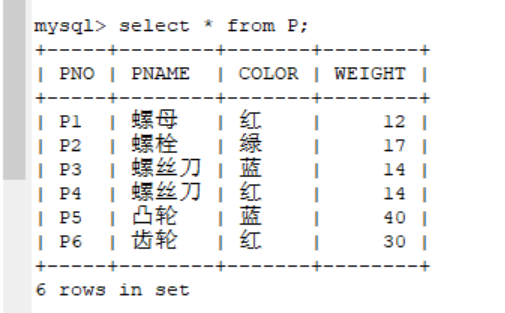 mysql> select * from P;
+-----+--------+-------+--------+
| PNO | PNAME  | COLOR | WEIGHT |
+-----+--------+-------+--------+
| P1  | 螺母   | 红    |     12 |
| P2  | 螺栓   | 绿    |     17 |
| P3  | 螺丝刀 | 蓝    |     14 |
| P4  | 螺丝刀 | 红    |     14 |
| P5  | 凸轮   | 蓝    |     40 |
| P6  | 齿轮   | 红    |     30 |
+-----+--------+-------+--------+
6 rows in set